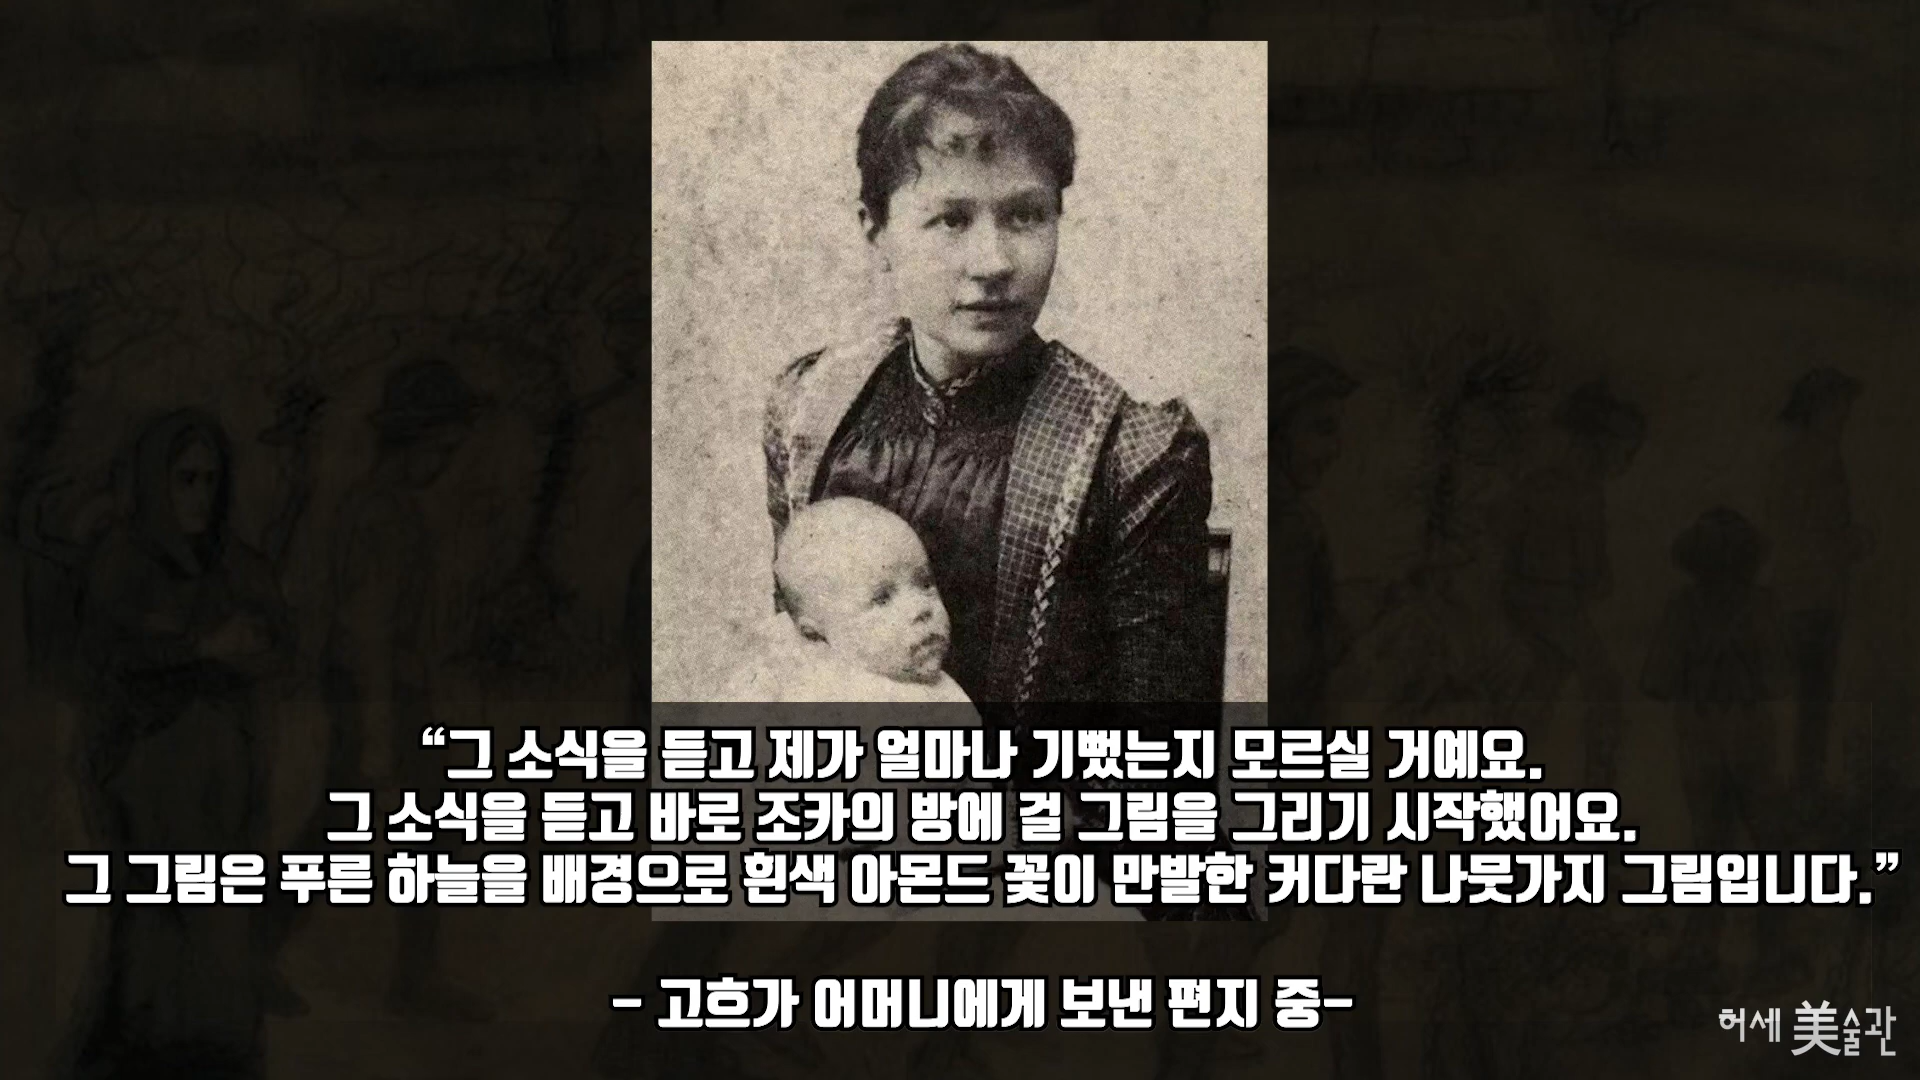 “그 소식을 듣고 제가 얼마나 기뻤는지 모르실 거예요.
그 소식을 듣고 바로 조카의 방에 걸 그림을 그리기 시작했어요.
그 그림은 푸른 하늘을 배경으로 흰색 아몬드 꽃이 만발한 커다란 나뭇가지 그림입니다.”
- 고흐가 어머니에게 보낸 편지 중-
허세 美술관